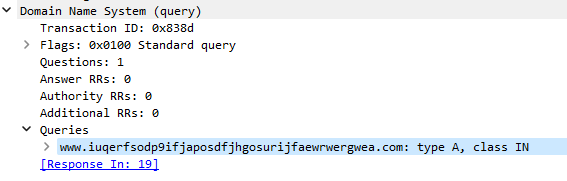 Domain Name System (query)
Transaction ID: 0x838d
Flags: 0x0100 Standard query
Questions: 1
Answer RRs: 0
Authority RRs: 0
Additional RRs: 0
Queries
www.iuqerfsodp9ifjaposdfjhgosurijfaewrwergwea.com: type A, class IN
[Response In: 19]